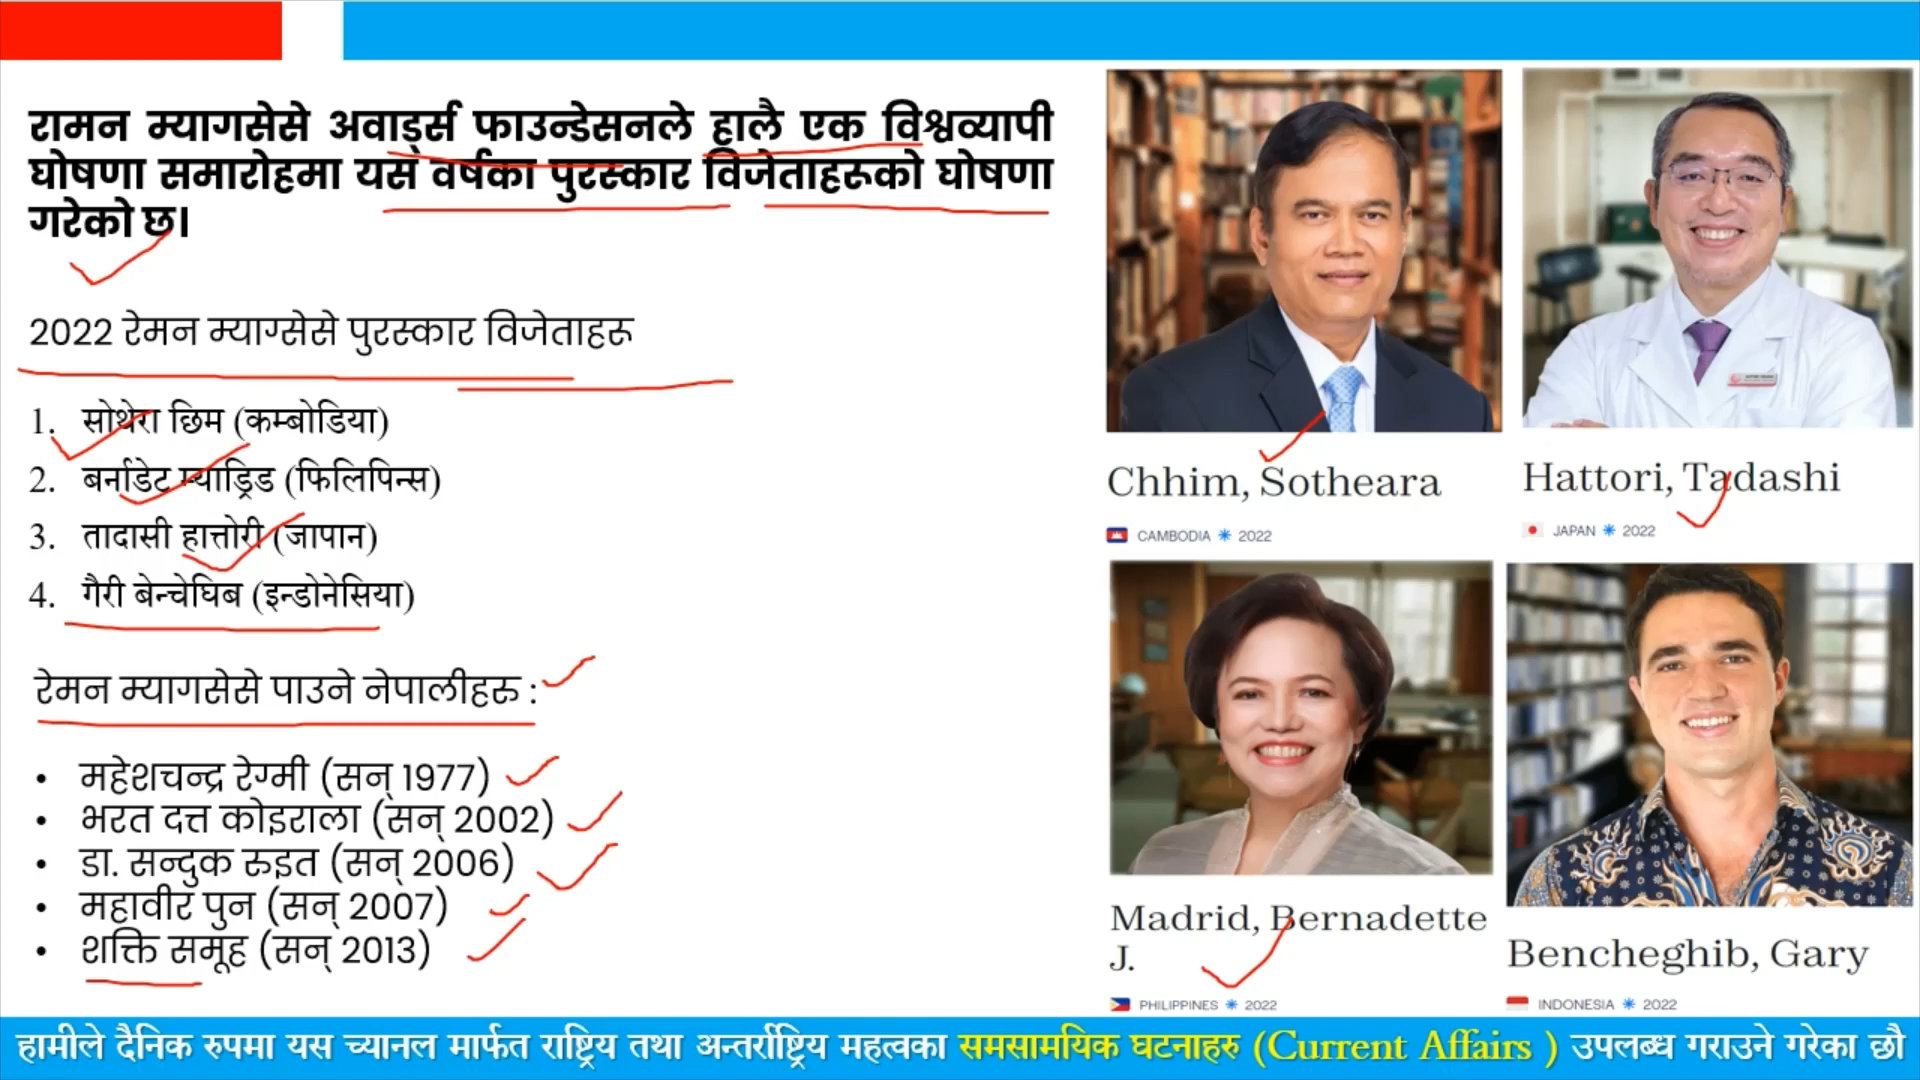 रामन म्यागसेसे अवाड्र्स फाउन्डेसनले हालै एक विश्वव्यापी
घोषणा समारोहमा यस वर्षका पुरस्कार विजेताहरूको घोषणा
गरेको छ।
2022 रेमन म्याग्सेसे पुरस्कार विजेताहरू
1. सोथेरा छिम (कम्बोडिया)
2. बर्नाडेट म्याड्रिड (फिलिपिन्स)
3. तादासी हात्तोरी (जापान)
4. गैरी बेन्चेघिब (इन्डोनेसिया)
रेमन म्यागसेसे पाउने नेपालीहरु :
• महेशचन्द्र रेग्मी (सन् 1977)
• भरत दत्त कोइराला (सन् 2002)
• डा. सन्दुक रुइत (सन् 2006)
• महावीर पुन (सन् 2007)
• शक्ति समूह (सन् 2013)
Chhim, Sotheara
CAMBODIA * 2022
Hattori, Tadashi
JAPAN * 2022
Madrid, Bernadette
J.
PHILIPPINES * 2022
Bencheghib, Gary
INDONESIA * 2022
हामीले दैनिक रुपमा यस च्यानल मार्फत राष्ट्रिय तथा अन्तर्राष्ट्रिय महत्वका समसामयिक घटनाहरु (Current Affairs ) उपलब्ध गराउने गरेका छौ